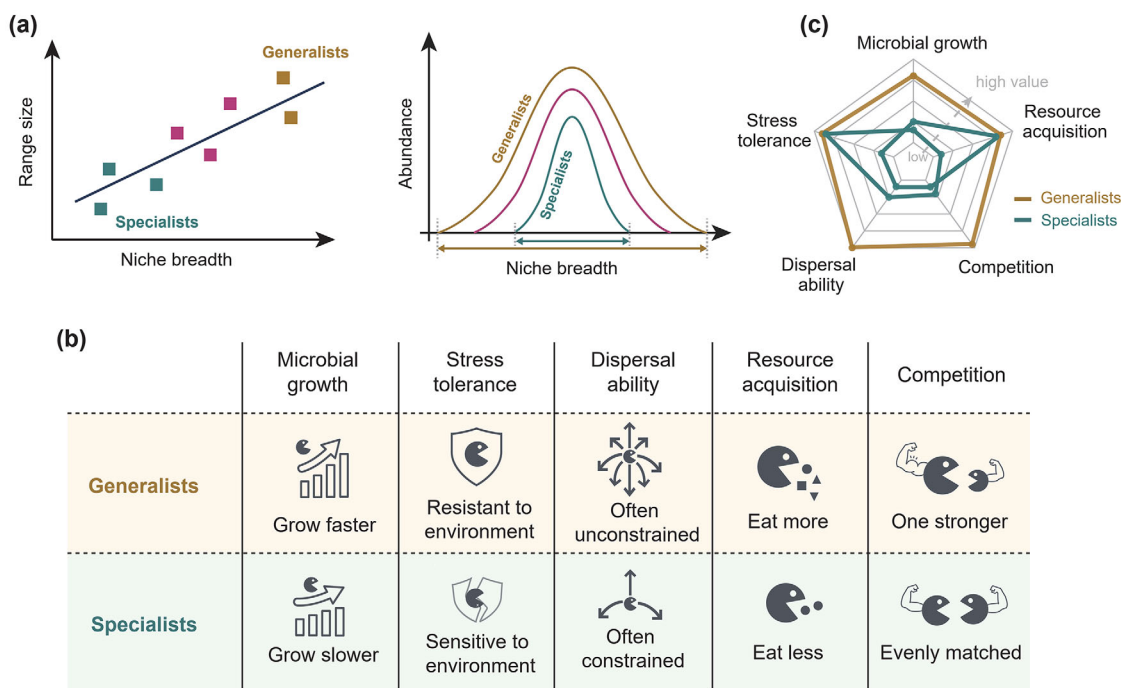 (a)
Range size
Generalists
Specialists
Niche breadth
Abundance
Generalists
Specialists
Niche breadth
(c)
Microbial growth
high value
Stress
tolerance
Resource
acquisition
low
Generalists
Specialists
Dispersal
ability
Competition
(b)
Microbial
growth
Stress
tolerance
Dispersal
ability
Resource
acquisition
Competition
Generalists
Grow faster
Resistant to
environment
Often
unconstrained
Eat more
One stronger
Specialists
Grow slower
Sensitive to
environment
Often
constrained
Eat less
Evenly matched